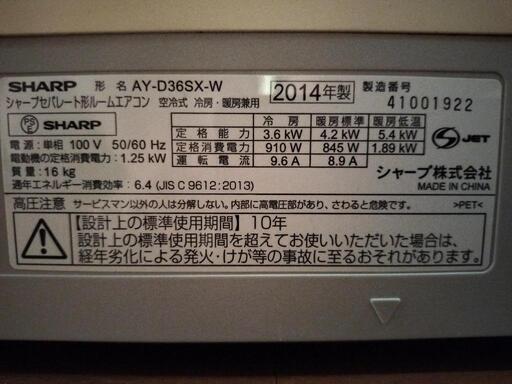 SHARP 形 名 AY-D36SX-W 2014年製 製造番号
シャープセパレート形ルームエアコン 空冷式 冷房・暖房兼用 41001922
PS E SHARP
電源：単相 100 V 50/60 Hz
電動機の定格消費電力：1.25 kW
質量：16 kg
冷 房 暖房標準 暖房低温
定 格 能 力 3.6 kW 4.2 kW 5.4 kW
定格消費電力 910 W 845 W 1.89 kW
運 転 電 流 9.6 A 8.9 A
JET
シャープ株式会社
MADE IN CHINA
通年エネルギー消費効率：6.4 (JIS C 9612:2013)
高圧注意 サービスマン以外の人は分解しない。内部に高電圧部があり、さわると危険です。 >PET<
【設計上の標準使用期間】10年
設計上の標準使用期間を超えてお使いいただいた場合は、
経年劣化による発火・けが等の事故に至るおそれがあります。